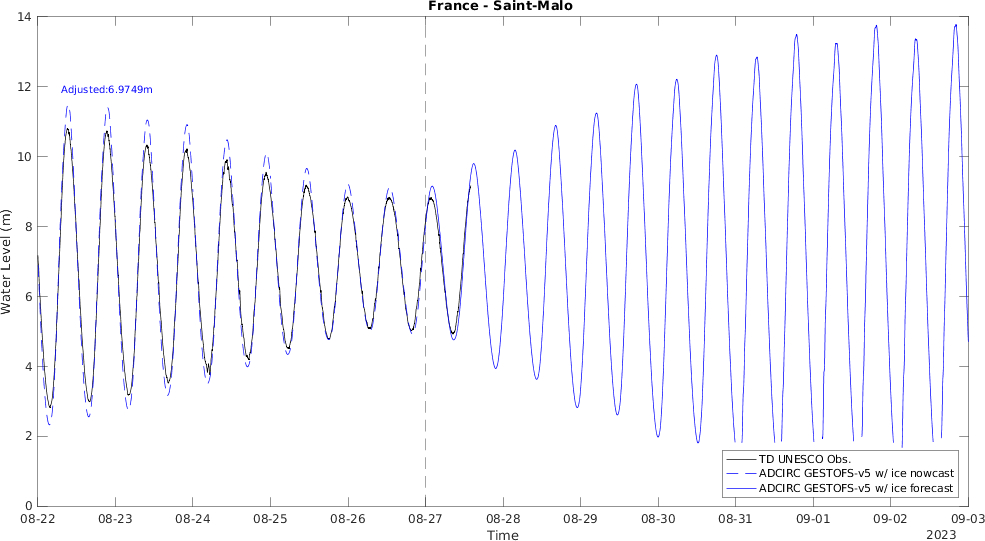 France - Saint-Malo
Adjusted:6.9749m
Water Level (m)
14
12
10
8
6
4
2
0
08-22 08-23 08-24 08-25 08-26 08-27 08-28 08-29 08-30 08-31 09-01 09-02 09-03
Time
2023
TD UNESCO Obs.
ADCIRC GESTOFS-v5 w/ ice nowcast
ADCIRC GESTOFS-v5 w/ ice forecast